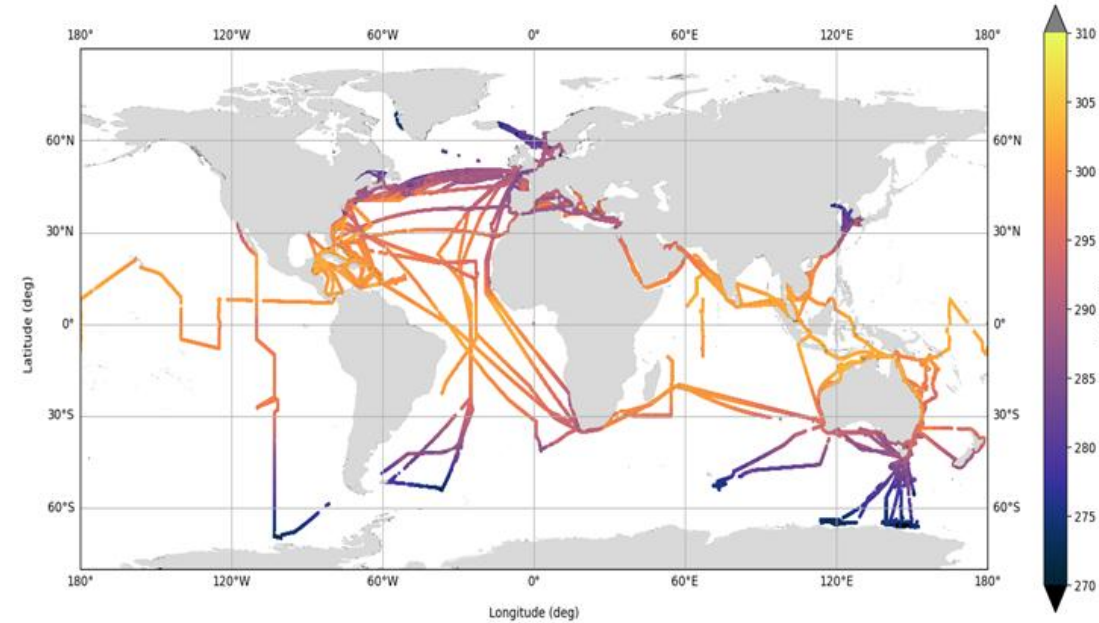 180° 120°W 60°W 0° 60°E 120°E 180°
310
305
60°N 60°N
300
30°N 30°N
295
0° 0°
290
Latitude (deg)
285
30°S 30°S
280
60°S 60°S
275
180° 120°W 60°W 0° 60°E 120°E 180°
270
Longitude (deg)